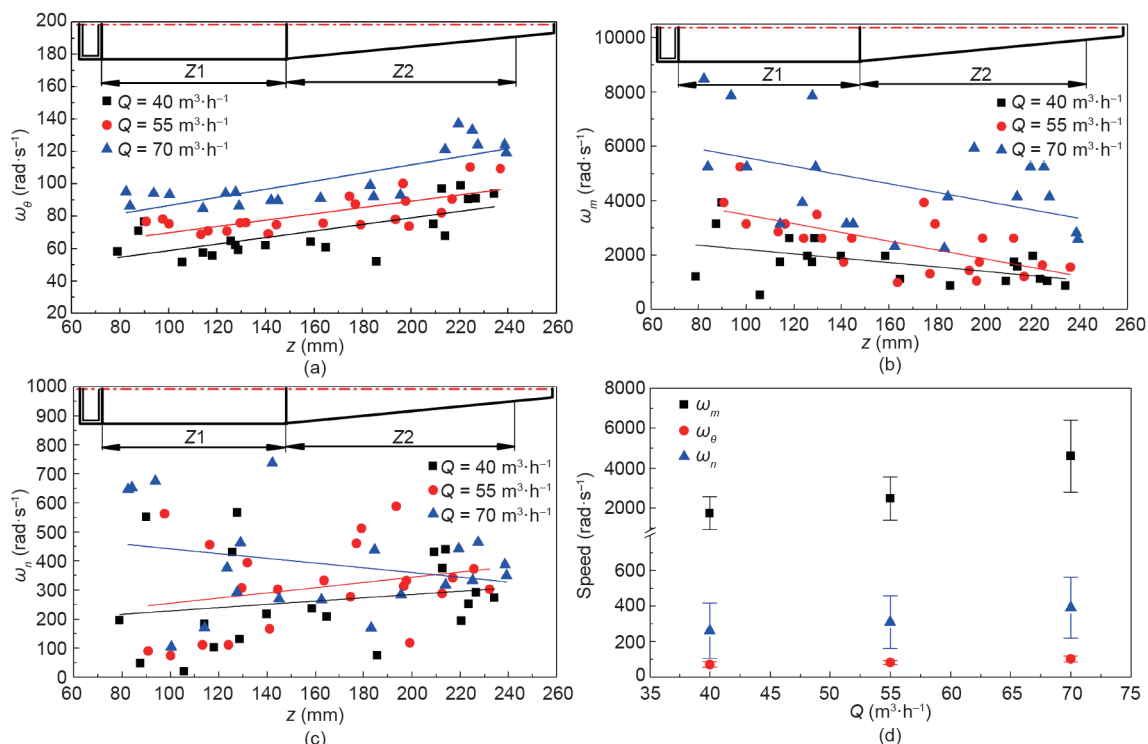 200
180
160
140
120
100
80
60
40
20
ωθ (rad·s⁻¹)
Z1
Z2
Q = 40 m³·h⁻¹
Q = 55 m³·h⁻¹
Q = 70 m³·h⁻¹
60 80 100 120 140 160 180 200 220 240 260
z (mm)
(a)
10000
8000
6000
4000
2000
0
ωm (rad·s⁻¹)
Z1
Z2
Q = 40 m³·h⁻¹
Q = 55 m³·h⁻¹
Q = 70 m³·h⁻¹
60 80 100 120 140 160 180 200 220 240 260
z (mm)
(b)
1000
900
800
700
600
500
400
300
200
100
0
ωn (rad·s⁻¹)
Z1
Z2
Q = 40 m³·h⁻¹
Q = 55 m³·h⁻¹
Q = 70 m³·h⁻¹
60 80 100 120 140 160 180 200 220 240 260
z (mm)
(c)
8000
6000
4000
2000
600
400
200
100
0
Speed (rad·s⁻¹)
ωm
ωθ
ωn
35 40 45 50 55 60 65 70 75
Q (m³·h⁻¹)
(d)